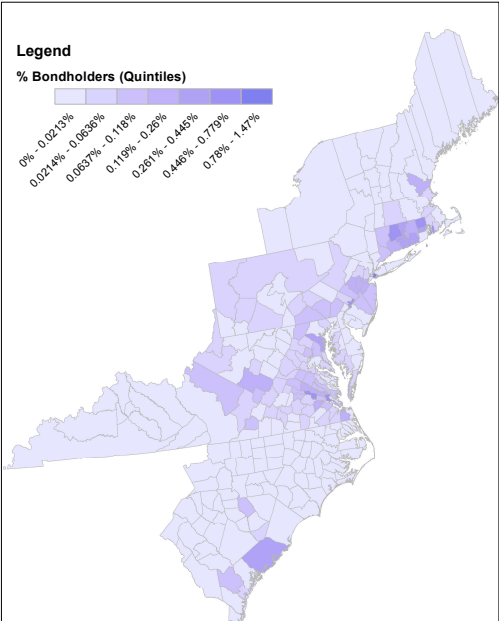 Legend
% Bondholders (Quintiles)
0% - 0.0213%
0.0214% - 0.0636%
0.0637% - 0.118%
0.119% - 0.26%
0.261% - 0.445%
0.446% - 0.779%
0.78% - 1.47%